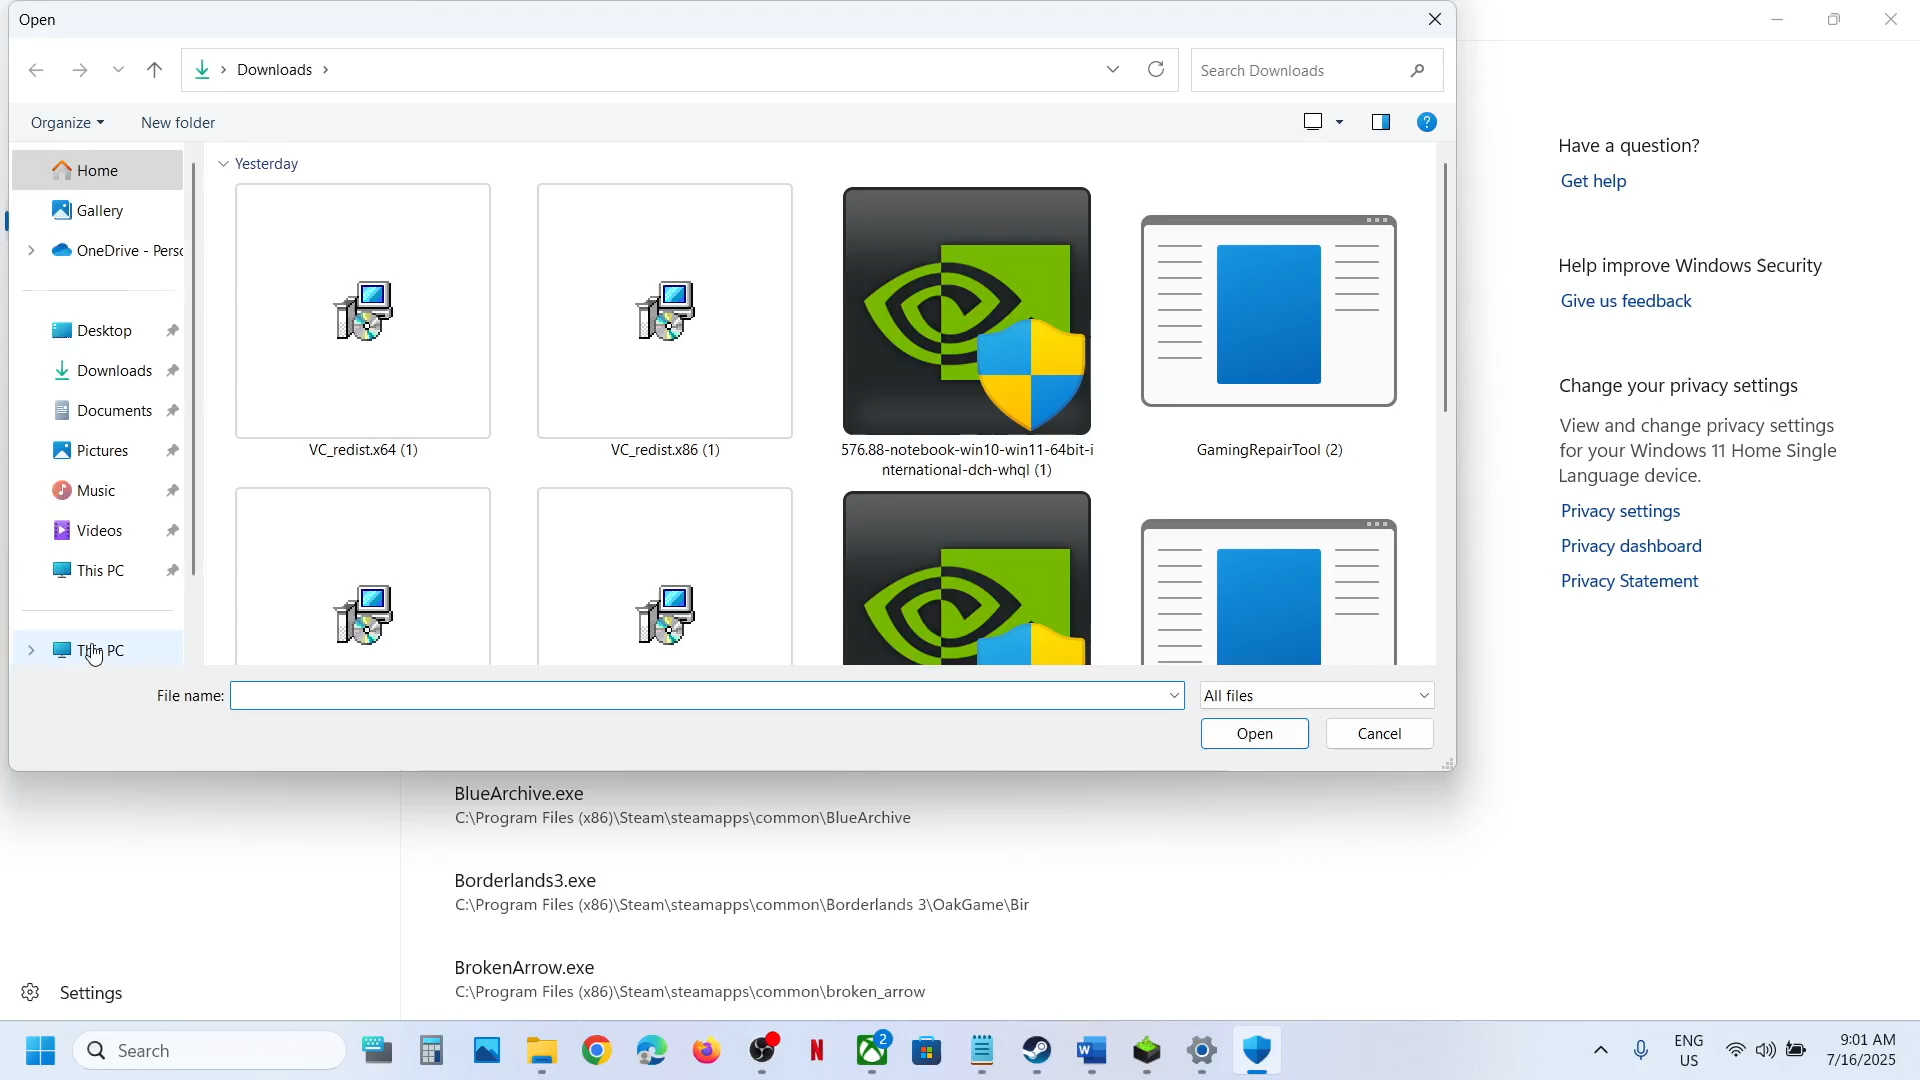 Open
Downloads
Search Downloads
Organize
New folder
Home
Gallery
OneDrive - Persc
Desktop
Downloads
Documents
Pictures
Music
Videos
This PC
This PC
Yesterday
VC_redist.x64 (1)
VC_redist.x86 (1)
576.88-notebook-win10-win11-64bit-i
nternational-dch-whql (1)
GamingRepairTool (2)
File name:
All files
Open
Cancel
Have a question?
Get help
Help improve Windows Security
Give us feedback
Change your privacy settings
View and change privacy settings
for your Windows 11 Home Single
Language device.
Privacy settings
Privacy dashboard
Privacy Statement
BlueArchive.exe
C:\Program Files (x86)\Steam\steamapps\common\BlueArchive
Borderlands3.exe
C:\Program Files (x86)\Steam\steamapps\common\Borderlands 3\OakGame\Bir
BrokenArrow.exe
C:\Program Files (x86)\Steam\steamapps\common\broken_arrow
Settings
Search
2
ENG
US
9:01 AM
7/16/2025